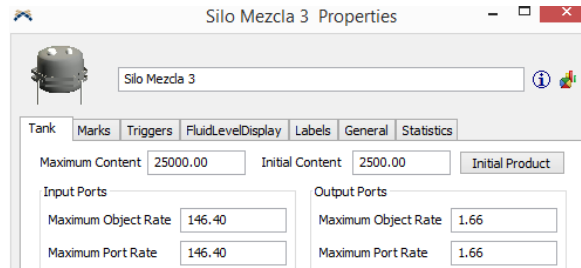 Silo Mezcla 3 Properties
Silo Mezcla 3
Tank Marks Triggers FluidLevelDisplay Labels General Statistics
Maximum Content 25000.00 Initial Content 2500.00 Initial Product
Input Ports Output Ports
Maximum Object Rate 146.40 Maximum Object Rate 1.66
Maximum Port Rate 146.40 Maximum Port Rate 1.66